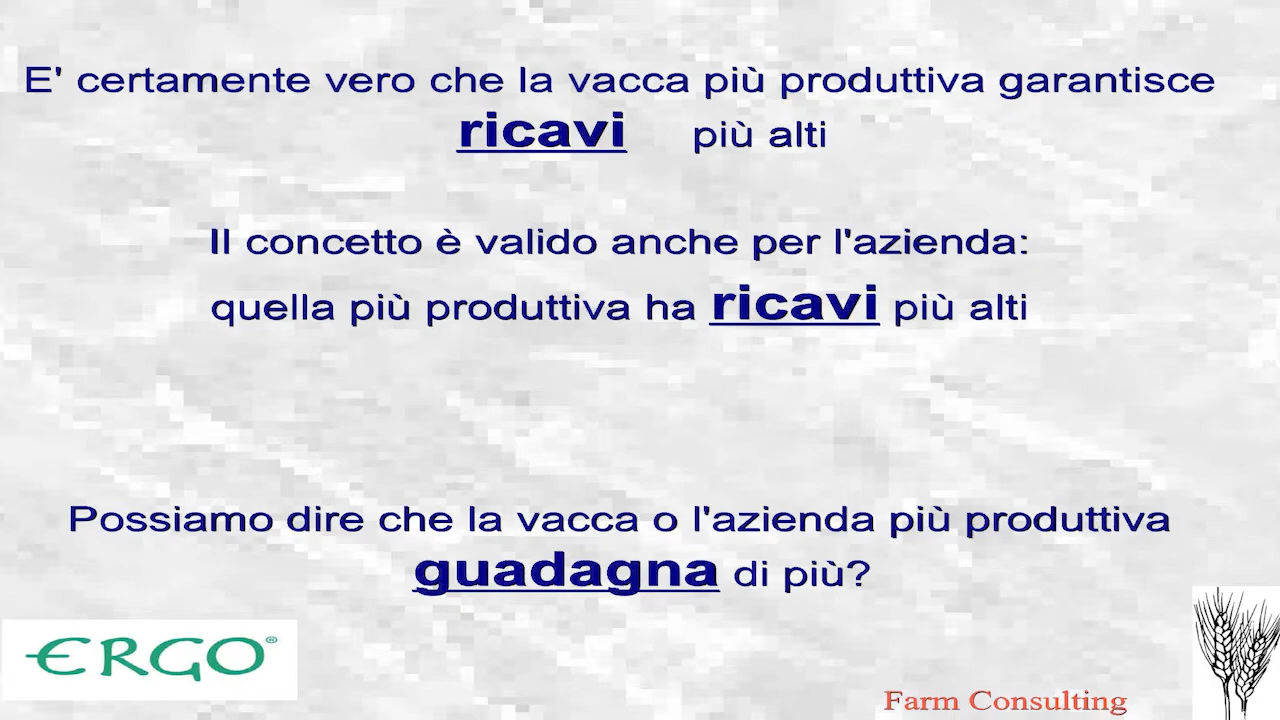 E' certamente vero che la vacca più produttiva garantisce
ricavi più alti
Il concetto è valido anche per l'azienda:
quella più produttiva ha ricavi più alti
Possiamo dire che la vacca o l'azienda più produttiva
guadagna di più?
ERGO®
Farm Consulting